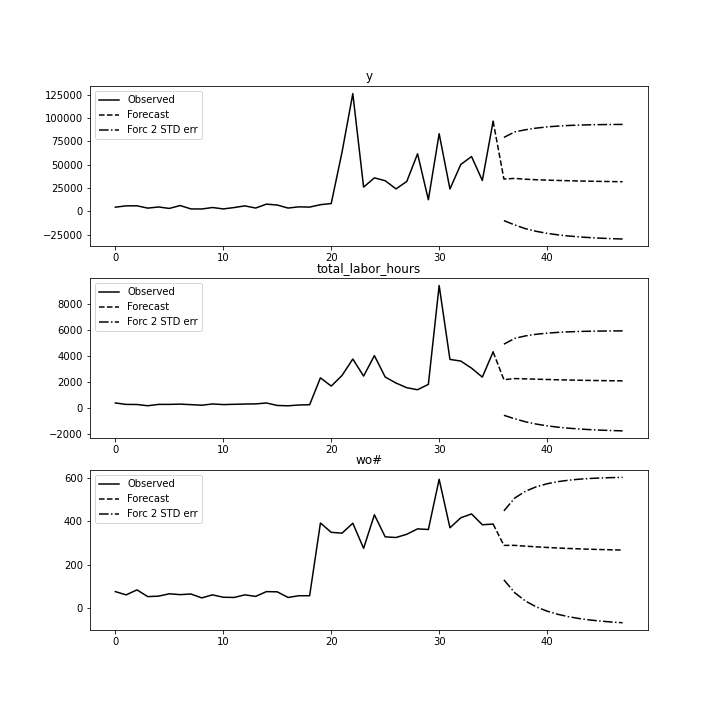 y
125000
100000
75000
50000
25000
0
−25000
Observed
Forecast
Forc 2 STD err
0 10 20 30 40
total_labor_hours
8000
6000
4000
2000
0
−2000
Observed
Forecast
Forc 2 STD err
0 10 20 30 40
wo#
600
400
200
0
Observed
Forecast
Forc 2 STD err
0 10 20 30 40